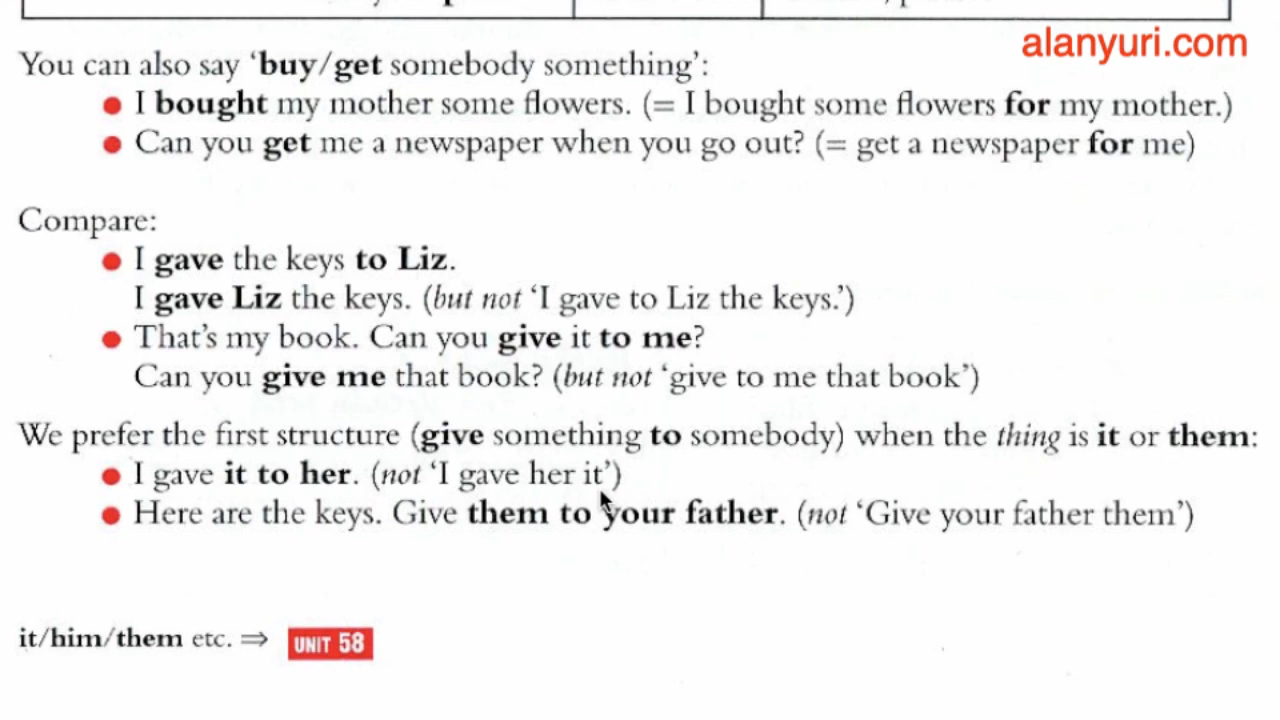 alanyuri.com
You can also say ‘buy/get somebody something’:
● I bought my mother some flowers. (= I bought some flowers for my mother.)
● Can you get me a newspaper when you go out? (= get a newspaper for me)
Compare:
● I gave the keys to Liz.
I gave Liz the keys. (but not ‘I gave to Liz the keys.’)
● That’s my book. Can you give it to me?
Can you give me that book? (but not ‘give to me that book’)
We prefer the first structure (give something to somebody) when the thing is it or them:
● I gave it to her. (not ‘I gave her it’)
● Here are the keys. Give them to your father. (not ‘Give your father them’)
it/him/them etc. ⇒ UNIT 58